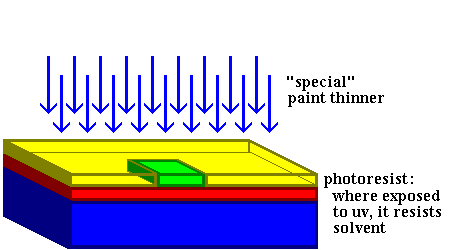 "special"
paint thinner
photoresist:
where exposed
to uv, it resists
solvent